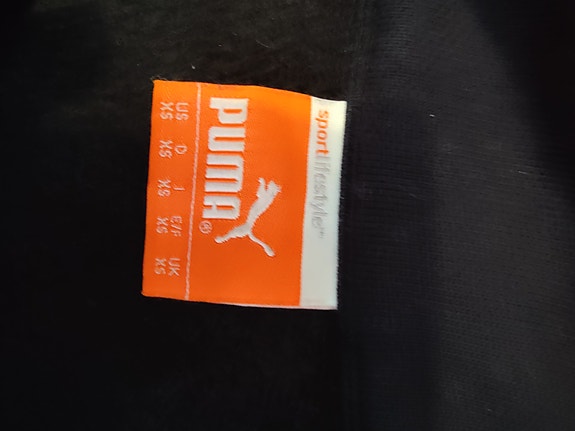 sportlifestyle™
PUMA®
US D I E/F UK
XS XS XS XS XS